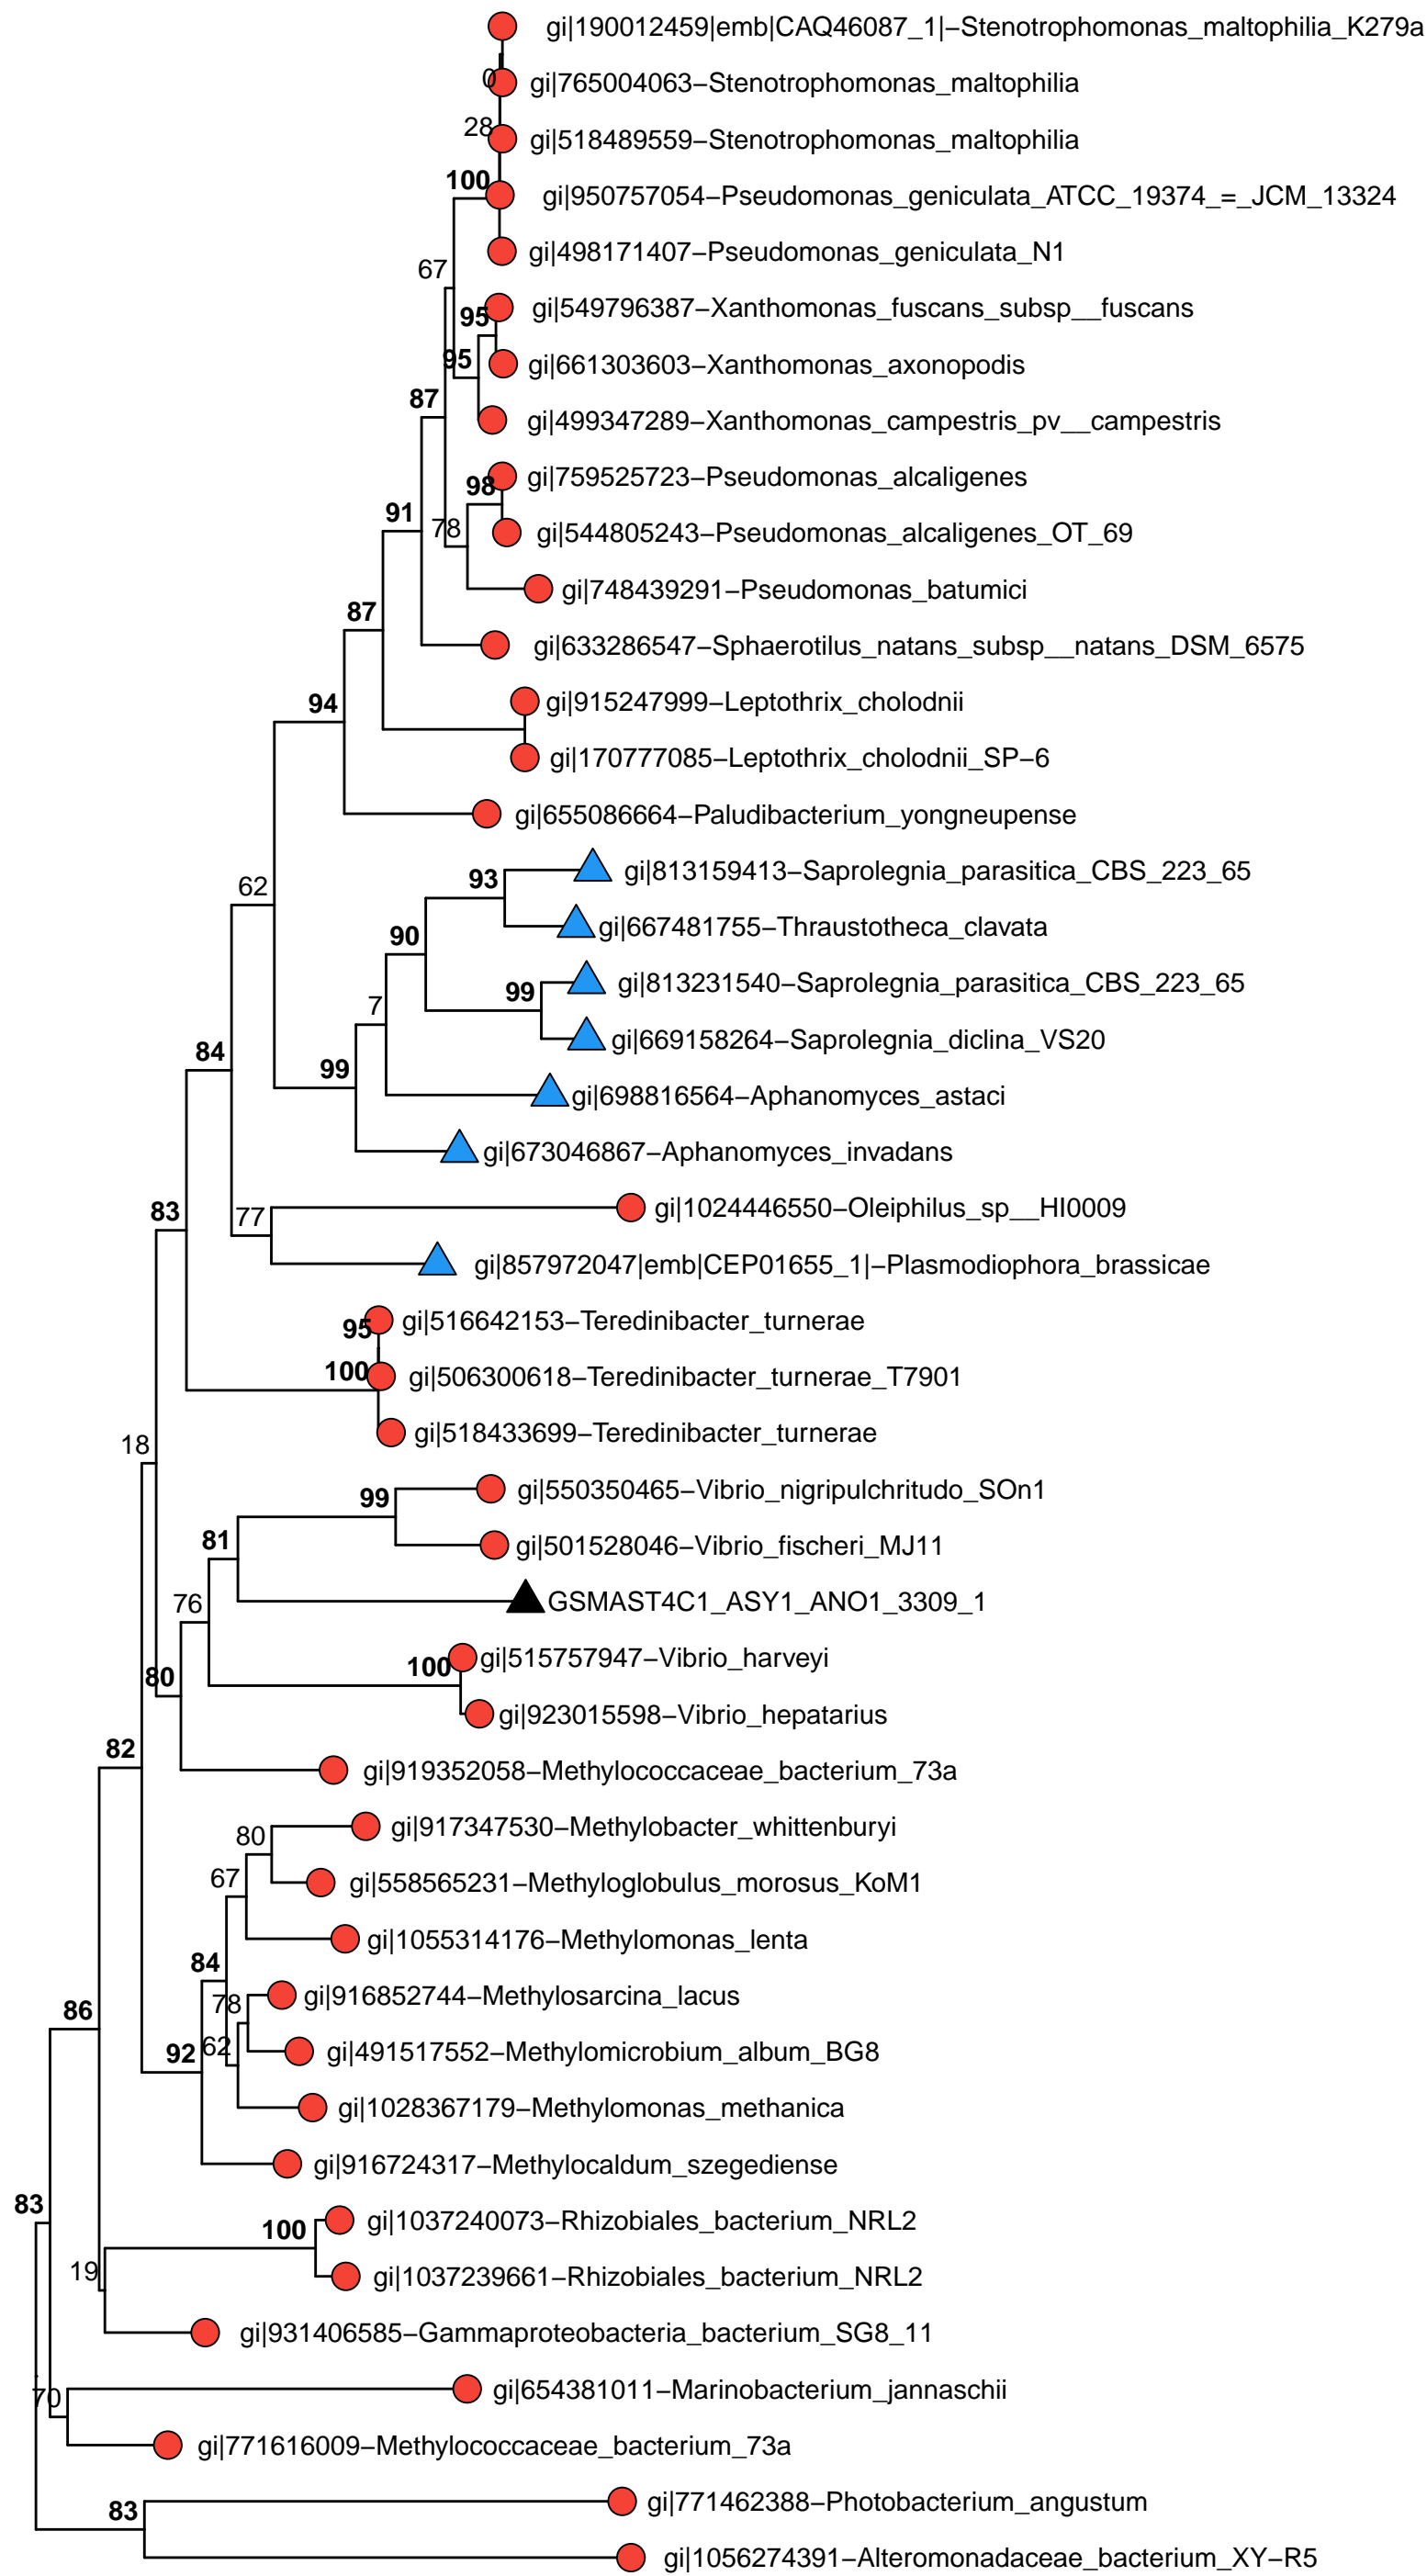 gi|190012459|emb|CAQ46087_1|−Stenotrophomonas_maltophilia_K279a
0
gi|765004063−Stenotrophomonas_maltophilia
28
gi|518489559−Stenotrophomonas_maltophilia
100
gi|950757054−Pseudomonas_geniculata_ATCC_19374_=_JCM_13324
gi|498171407−Pseudomonas_geniculata_N1
67
gi|549796387−Xanthomonas_fuscans_subsp__fuscans
95
95
gi|661303603−Xanthomonas_axonopodis
87
gi|499347289−Xanthomonas_campestris_pv__campestris
gi|759525723−Pseudomonas_alcaligenes
98
91
78
gi|544805243−Pseudomonas_alcaligenes_OT_69
gi|748439291−Pseudomonas_batumici
87
gi|633286547−Sphaerotilus_natans_subsp__natans_DSM_6575
94
gi|915247999−Leptothrix_cholodnii
gi|170777085−Leptothrix_cholodnii_SP−6
gi|655086664−Paludibacterium_yongneupense
62
93
gi|813159413−Saprolegnia_parasitica_CBS_223_65
90
gi|667481755−Thraustotheca_clavata
99
gi|813231540−Saprolegnia_parasitica_CBS_223_65
7
gi|669158264−Saprolegnia_diclina_VS20
84
99
gi|698816564−Aphanomyces_astaci
gi|673046867−Aphanomyces_invadans
83
77
gi|1024446550−Oleiphilus_sp__HI0009
gi|857972047|emb|CEP01655_1|−Plasmodiophora_brassicae
95
gi|516642153−Teredinibacter_turnerae
100
gi|506300618−Teredinibacter_turnerae_T7901
18
gi|518433699−Teredinibacter_turnerae
99
gi|550350465−Vibrio_nigripulchritudo_SOn1
81
gi|501528046−Vibrio_fischeri_MJ11
76
GSMAST4C1_ASY1_ANO1_3309_1
80
100
gi|515757947−Vibrio_harveyi
gi|923015598−Vibrio_hepatarius
82
gi|919352058−Methylococcaceae_bacterium_73a
80
gi|917347530−Methylobacter_whittenburyi
67
gi|558565231−Methyloglobulus_morosus_KoM1
84
gi|1055314176−Methylomonas_lenta
78
gi|916852744−Methylosarcina_lacus
86
92
62
gi|491517552−Methylomicrobium_album_BG8
gi|1028367179−Methylomonas_methanica
gi|916724317−Methylocaldum_szegediense
83
100
gi|1037240073−Rhizobiales_bacterium_NRL2
19
gi|1037239661−Rhizobiales_bacterium_NRL2
gi|931406585−Gammaproteobacteria_bacterium_SG8_11
70
gi|654381011−Marinobacterium_jannaschii
gi|771616009−Methylococcaceae_bacterium_73a
83
gi|771462388−Photobacterium_angustum
gi|1056274391−Alteromonadaceae_bacterium_XY−R5